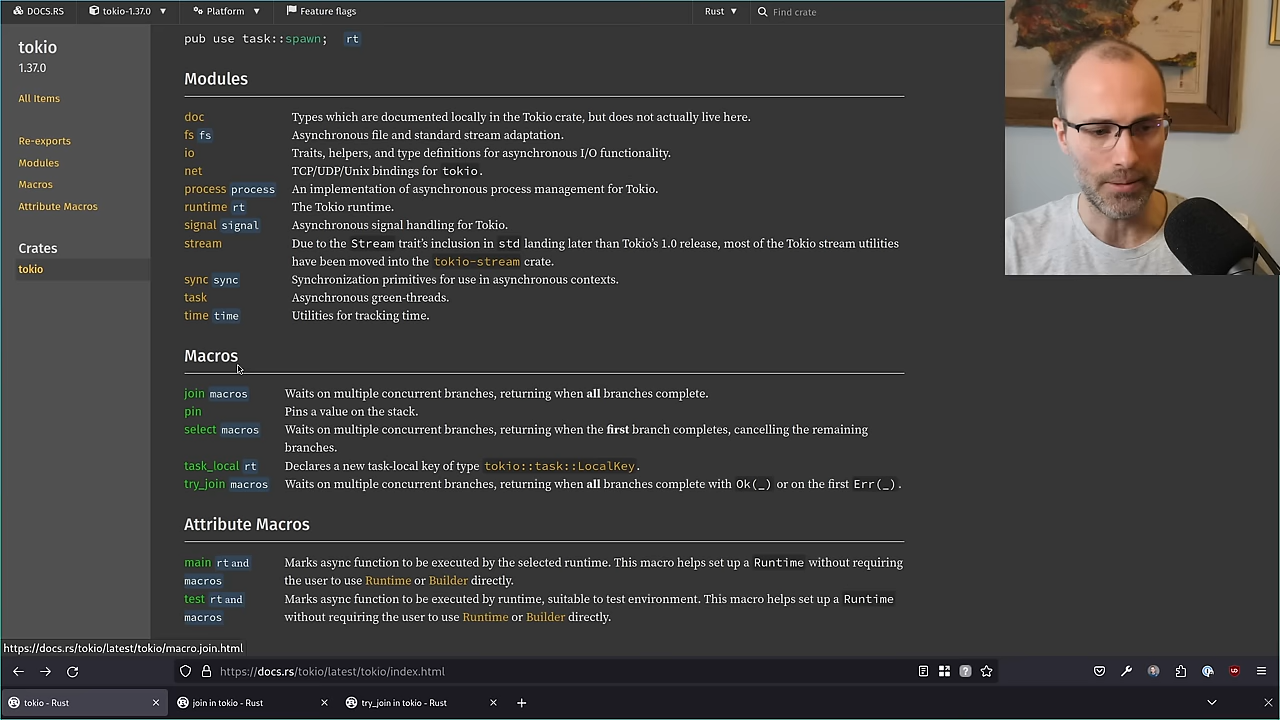 DOCS.RS tokio-1.37.0 Platform Feature flags Rust Find crate
tokio
1.37.0
All Items
Re-exports
Modules
Macros
Attribute Macros
Crates
tokio
pub use task::spawn; rt
Modules
doc Types which are documented locally in the Tokio crate, but does not actually live here.
fs fs Asynchronous file and standard stream adaptation.
io Traits, helpers, and type definitions for asynchronous I/O functionality.
net TCP/UDP/Unix bindings for tokio.
process process An implementation of asynchronous process management for Tokio.
runtime rt The Tokio runtime.
signal signal Asynchronous signal handling for Tokio.
stream Due to the Stream trait's inclusion in std landing later than Tokio's 1.0 release, most of the Tokio stream utilities
have been moved into the tokio-stream crate.
sync sync Synchronization primitives for use in asynchronous contexts.
task Asynchronous green-threads.
time time Utilities for tracking time.
Macros
join macros Waits on multiple concurrent branches, returning when all branches complete.
pin Pins a value on the stack.
select macros Waits on multiple concurrent branches, returning when the first branch completes, cancelling the remaining
branches.
task_local rt Declares a new task-local key of type tokio::task::LocalKey.
try_join macros Waits on multiple concurrent branches, returning when all branches complete with Ok(_) or on the first Err(_).
Attribute Macros
main rt and Marks async function to be executed by the selected runtime. This macro helps set up a Runtime without requiring
macros the user to use Runtime or Builder directly.
test rt and Marks async function to be executed by runtime, suitable to test environment. This macro helps set up a Runtime
macros without requiring the user to use Runtime or Builder directly.
https://docs.rs/tokio/latest/tokio/macro.join.html
https://docs.rs/tokio/latest/tokio/index.html
tokio - Rust join in tokio - Rust try_join in tokio - Rust